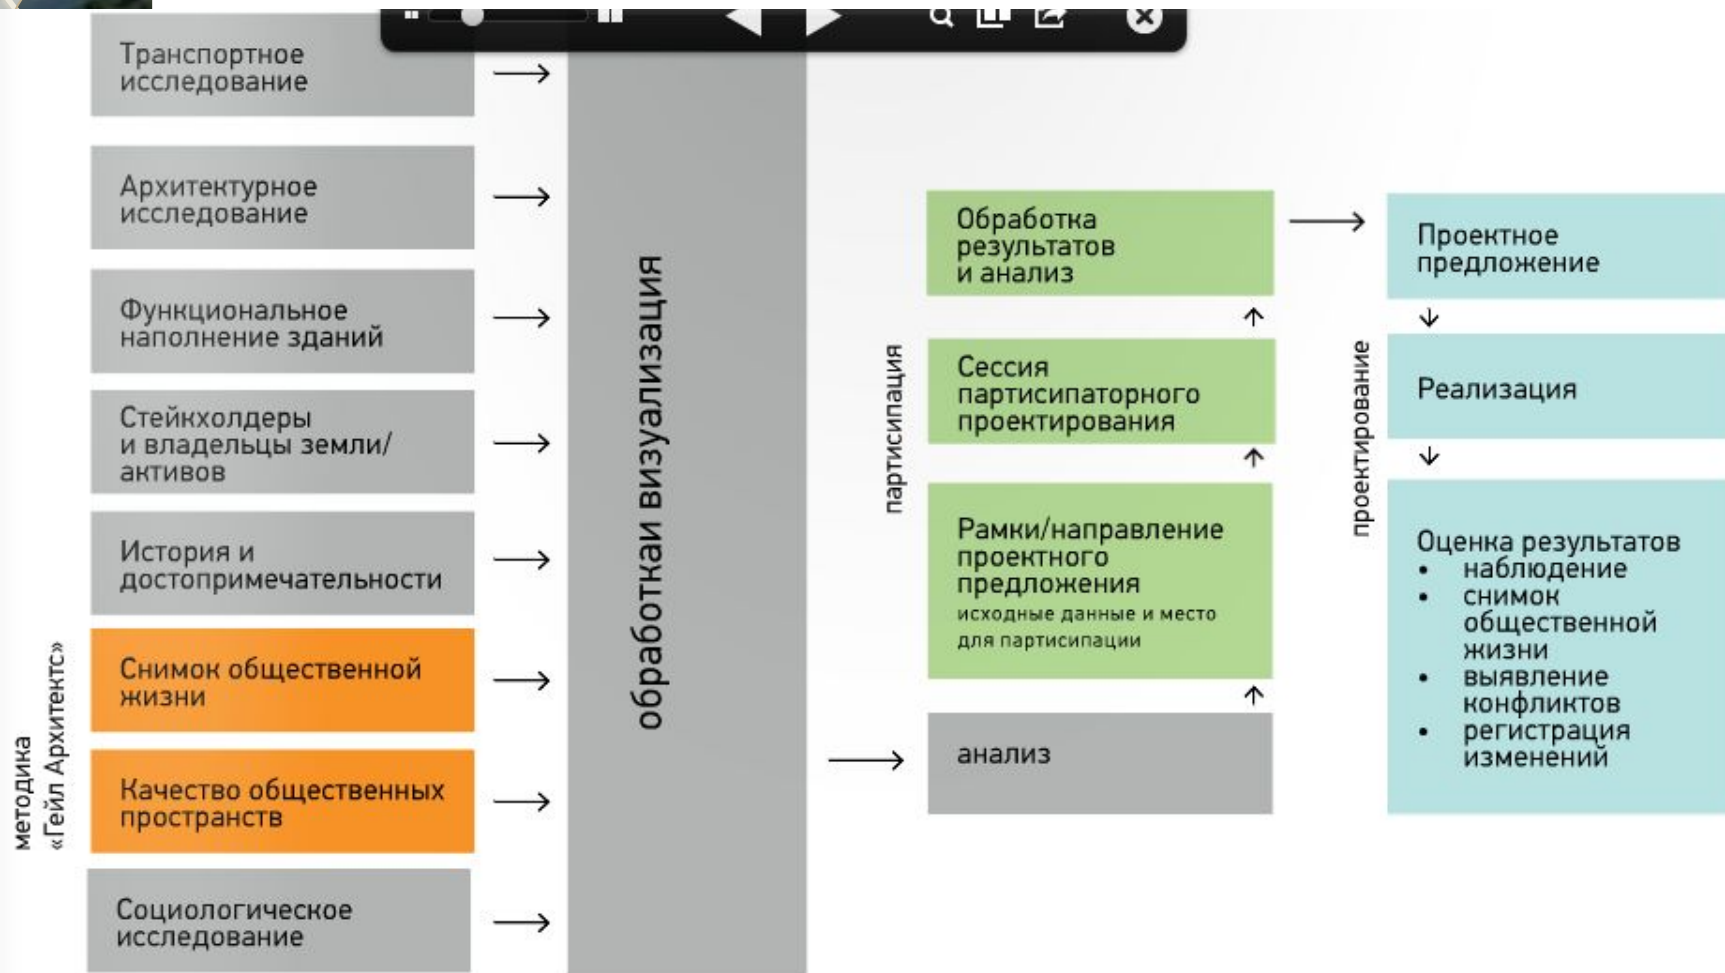 Транспортное
исследование
Архитектурное
исследование
Функциональное
наполнение зданий
Стейкхолдеры
и владельцы земли/
активов
История и
достопримечательности
методика
«Гейл Архитектс»
Снимок общественной
жизни
Качество общественных
пространств
Социологическое
исследование
обработкаи визуализация
партисипация
Обработка
результатов
и анализ
Сессия
партисипаторного
проектирования
Рамки/направление
проектного
предложения
исходные данные и место
для партисипации
анализ
проектирование
Проектное
предложение
Реализация
Оценка результатов
• наблюдение
• снимок
общественной
жизни
• выявление
конфликтов
• регистрация
изменений